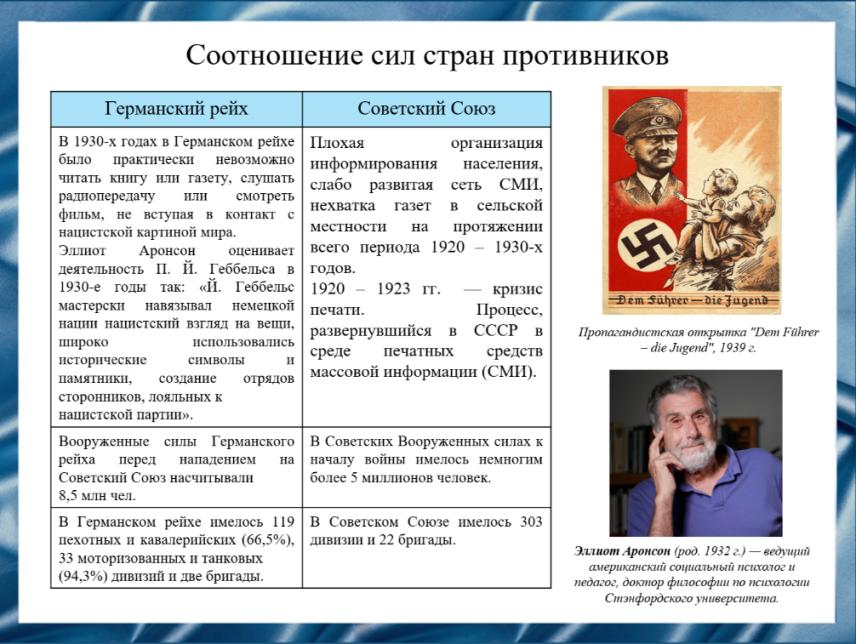 Соотношение сил стран противников
Германский рейх
Советский Союз
В 1930-х годах в Германском рейхе
было практически невозможно
читать книгу или газету, слушать
радиопередачу или смотреть
фильм, не вступая в контакт с
нацистской картиной мира.
Эллиот Аронсон оценивает
деятельность П. Й. Геббельса в
1930-е годы так: «Й. Геббельс
мастерски навязывал немецкой
нации нацистский взгляд на вещи,
широко использовались
исторические символы и
памятники, создание отрядов
сторонников, лояльных к
нацистской партии».
Плохая организация
информирования населения,
слабо развитая сеть СМИ,
нехватка газет в сельской
местности на протяжении
всего периода 1920 – 1930-х
годов.
1920 – 1923 гг. — кризис
печати. Процесс,
развернувшийся в СССР в
среде печатных средств
массовой информации (СМИ).
Вооруженные силы Германского
рейха перед нападением на
Советский Союз насчитывали
8,5 млн чел.
В Советских Вооруженных силах к
началу войны имелось немногим
более 5 миллионов человек.
В Германском рейхе имелось 119
пехотных и кавалерийских (66,5%),
33 моторизованных и танковых
(94,3%) дивизий и две бригады.
В Советском Союзе имелось 303
дивизии и 22 бригады.
Dem Führer — die Jugend
Пропагандистская открытка "Dem Führer
– die Jugend", 1939 г.
Эллиот Аронсон (род. 1932 г.) — ведущий
американский социальный психолог и
педагог, доктор философии по психологии
Стэнфордского университета.